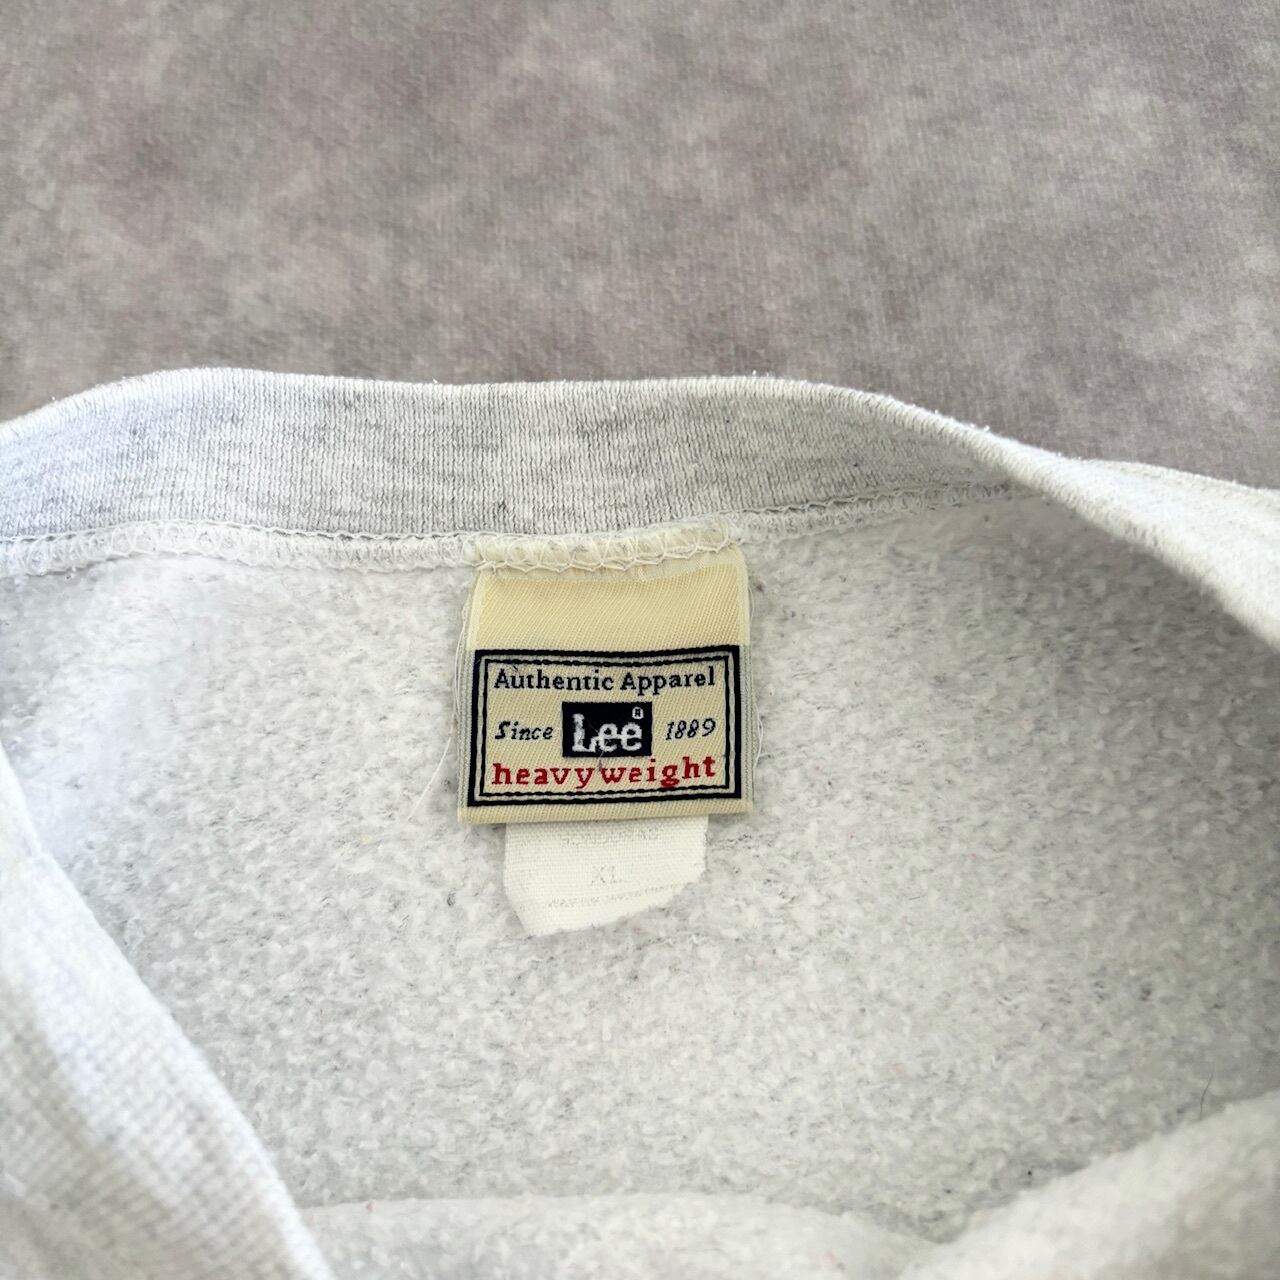 Authentic Apparel
Since Lee® 1889
heavyweight
XL